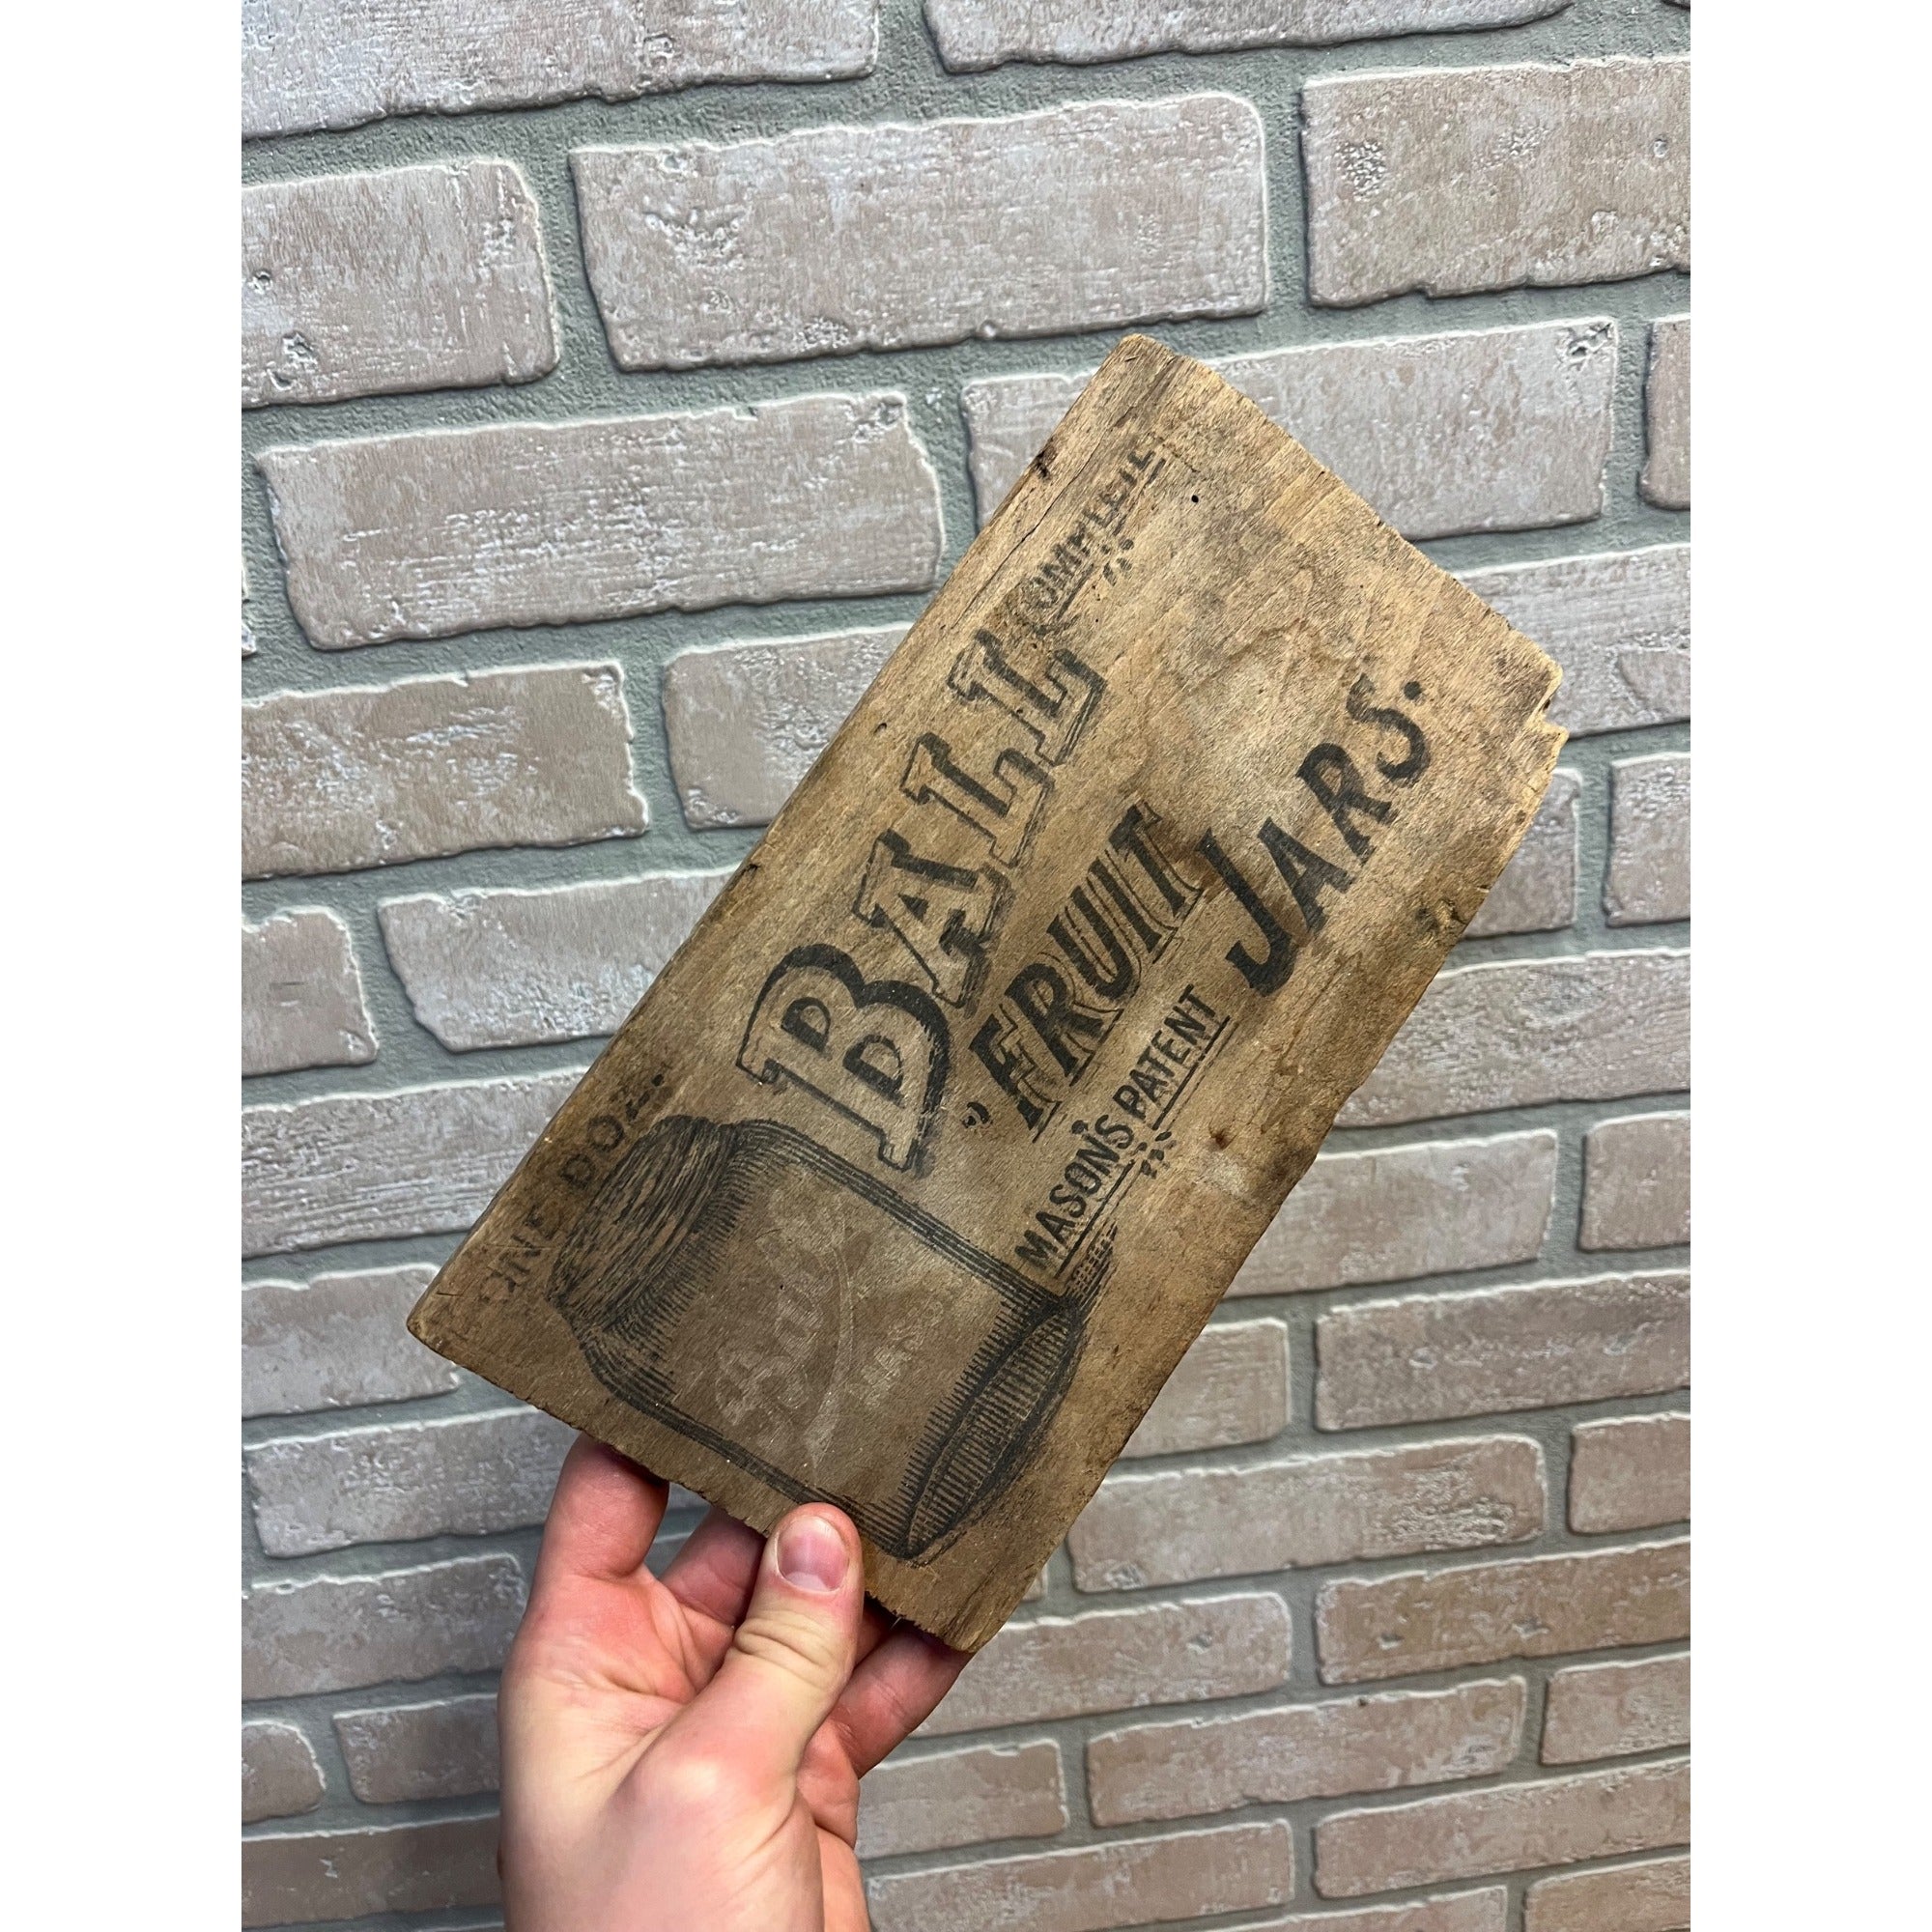 ONE DOZ. COMPLETE
BALL
"FRUIT
JARS.
MASON'S PATENT